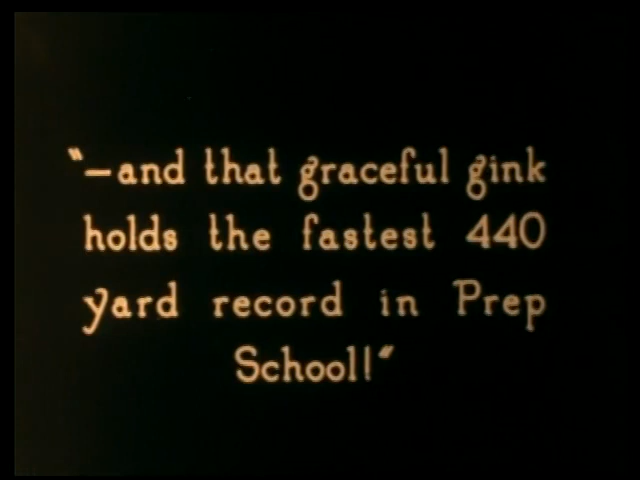 "—and that graceful gink
holds the fastest 440
yard record in Prep
School!"